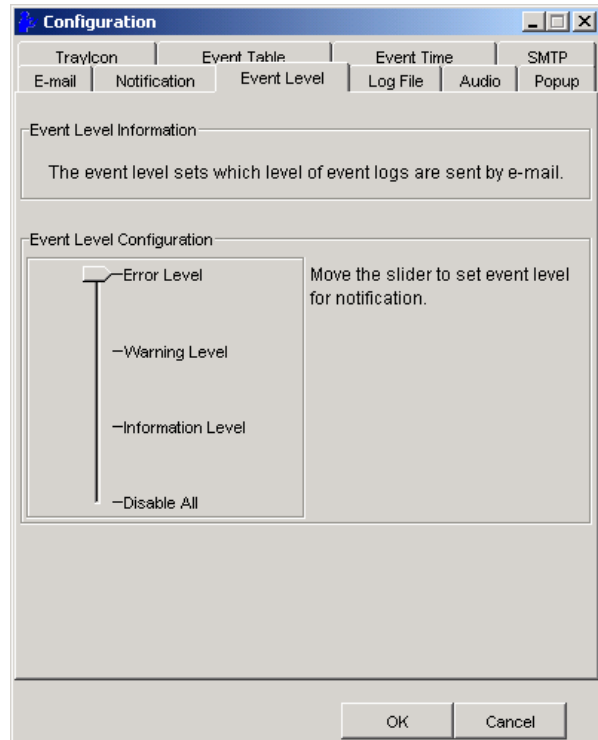 Configuration
TrayIcon Event Table Event Time SMTP
E-mail Notification Event Level Log File Audio Popup
Event Level Information
The event level sets which level of event logs are sent by e-mail.
Event Level Configuration
Error Level
Move the slider to set event level
for notification.
Warning Level
Information Level
Disable All
OK Cancel